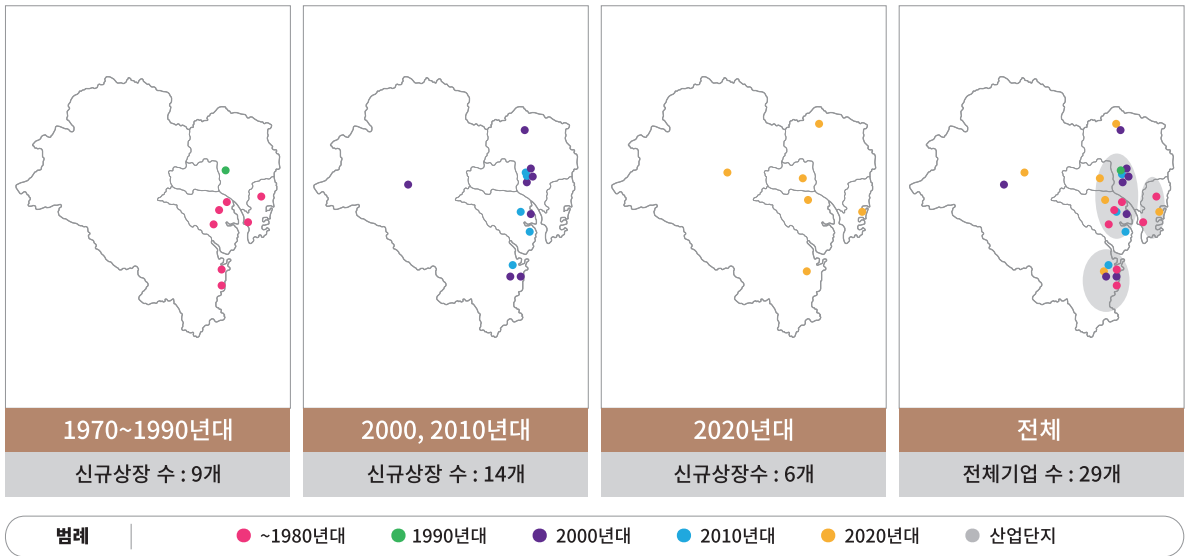 1970~1990년대
신규상장 수 : 9개
2000, 2010년대
신규상장 수 : 14개
2020년대
신규상장수 : 6개
전체
전체기업 수 : 29개
범례
~1980년대
1990년대
2000년대
2010년대
2020년대
산업단지